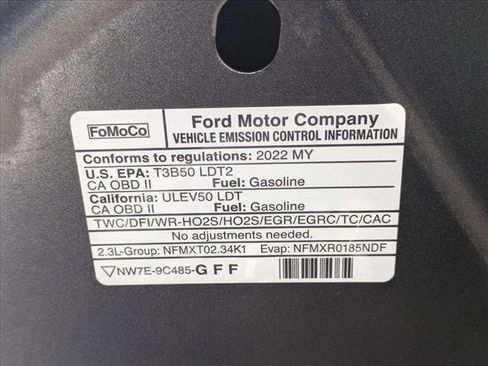 FoMoCo
Ford Motor Company
VEHICLE EMISSION CONTROL INFORMATION
Conforms to regulations: 2022 MY
U.S. EPA: T3B50 LDT2
CA OBD II Fuel: Gasoline
California: ULEV50 LDT
CA OBD II Fuel: Gasoline
TWC/DFI/WR-HO2S/HO2S/EGR/EGRC/TC/CAC
No adjustments needed.
2.3L-Group: NFMXT02.34K1 Evap: NFMXR0185NDF
NW7E-9C485-GFF